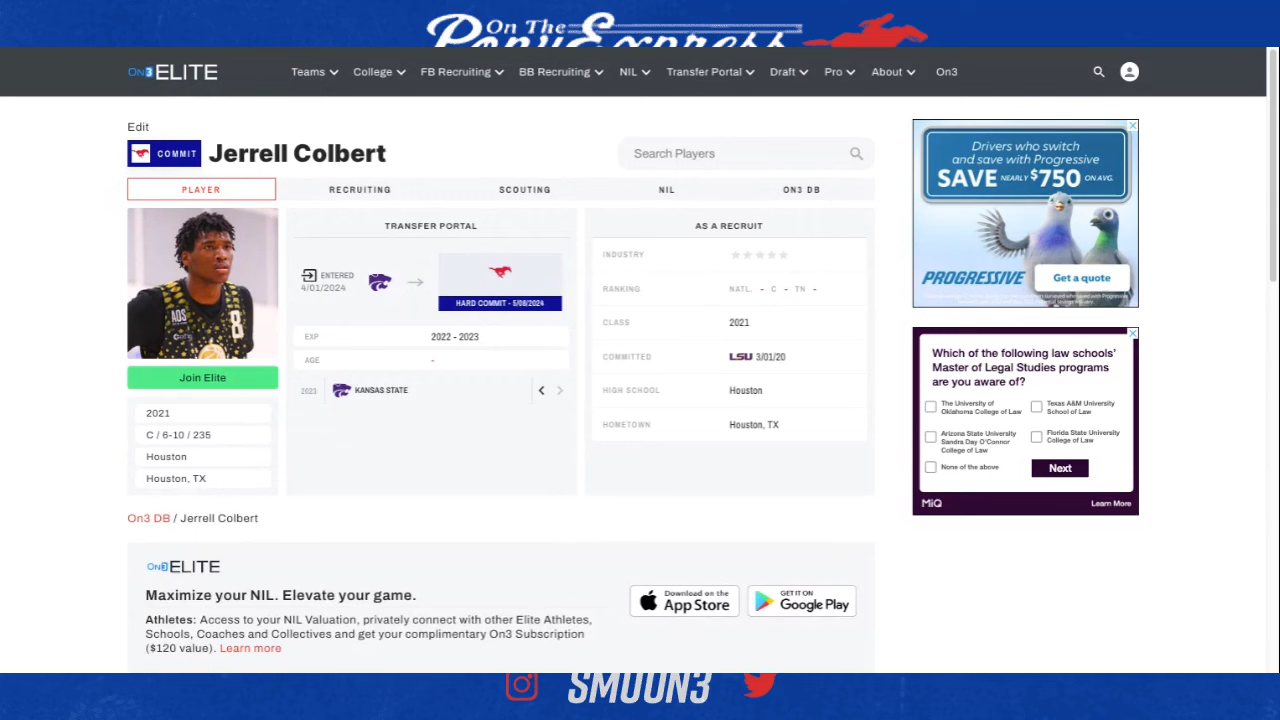 On The
Pony Express
On3 ELITE
Teams College FB Recruiting BB Recruiting NIL Transfer Portal Draft Pro About On3
Edit
COMMIT Jerrell Colbert
Search Players
PLAYER RECRUITING SCOUTING NIL ON3 DB
TRANSFER PORTAL
ENTERED
4/01/2024
HARD COMMIT - 5/08/2024
EXP 2022 - 2023
AGE -
2023 KANSAS STATE
AS A RECRUIT
INDUSTRY
RANKING NATL. - C - TN -
CLASS 2021
COMMITTED LSU 3/01/20
HIGH SCHOOL Houston
HOMETOWN Houston, TX
AOS
8
Join Elite
2021
C / 6-10 / 235
Houston
Houston, TX
On3 DB / Jerrell Colbert
On3 ELITE
Maximize your NIL. Elevate your game.
Athletes: Access to your NIL Valuation, privately connect with other Elite Athletes,
Schools, Coaches and Collectives and get your complimentary On3 Subscription
($120 value). Learn more
Download on the
App Store
GET IT ON
Google Play
Drivers who switch
and save with Progressive
SAVE NEARLY $750 ON AVG.
PROGRESSIVE
Get a quote
Which of the following law schools'
Master of Legal Studies programs
are you aware of?
The University of
Oklahoma College of Law
Texas A&M University
School of Law
Arizona State University
Sandra Day O'Connor
College of Law
Florida State University
College of Law
None of the above
Next
MiQ
Learn More
SMUON3